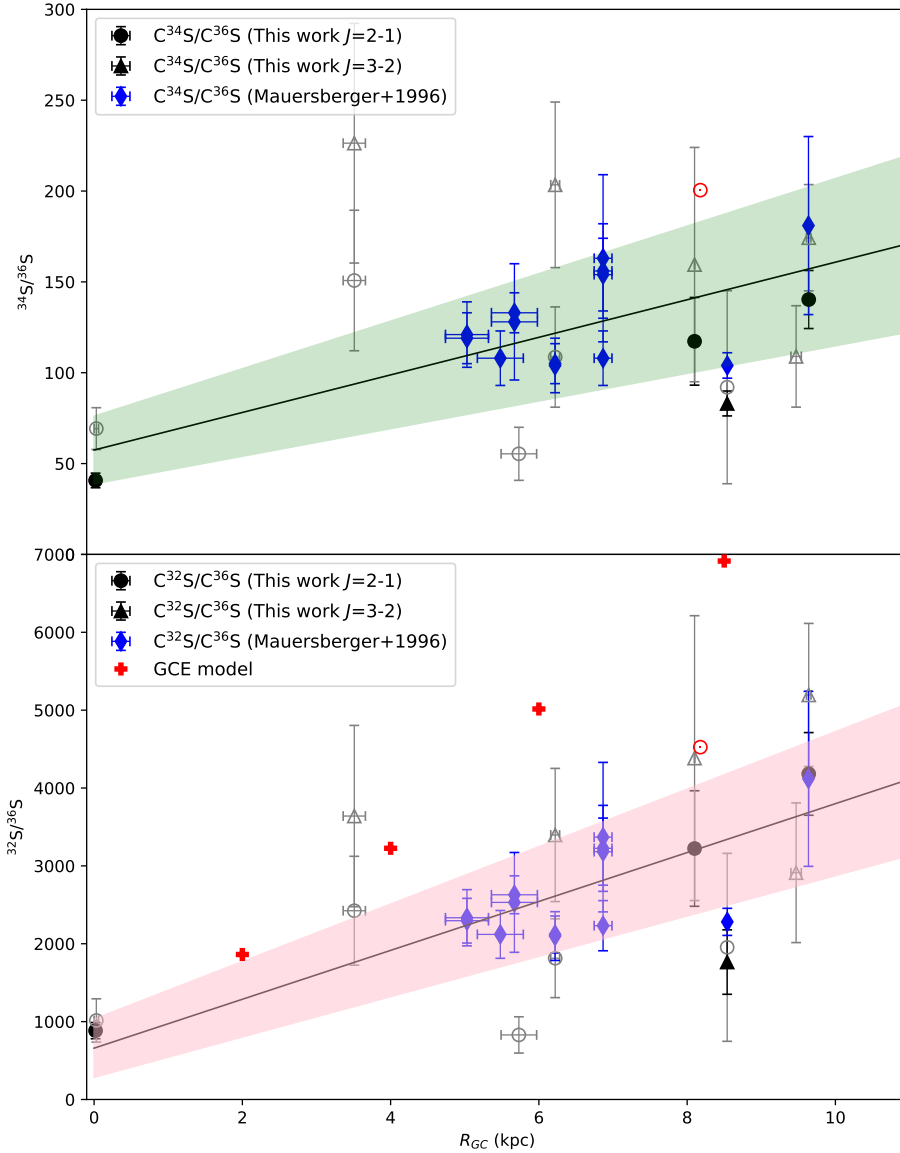 300
250
200
150
100
50
0
³⁴S/³⁶S
C³⁴S/C³⁶S (This work J=2-1)
C³⁴S/C³⁶S (This work J=3-2)
C³⁴S/C³⁶S (Mauersberger+1996)
7000
6000
5000
4000
3000
2000
1000
0
³²S/³⁶S
C³²S/C³⁶S (This work J=2-1)
C³²S/C³⁶S (This work J=3-2)
C³²S/C³⁶S (Mauersberger+1996)
GCE model
0 2 4 6 8 10
R_GC (kpc)